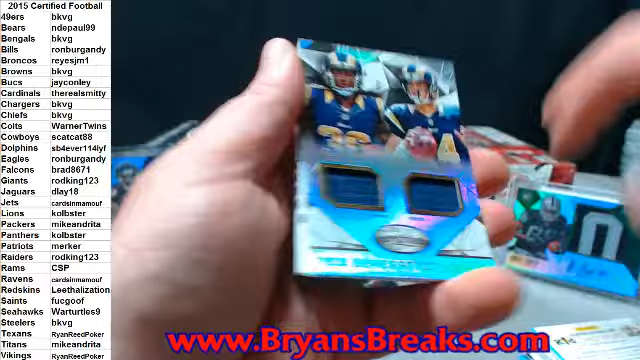 2015 Certified Football
49ers bkvg
Bears ndepaul99
Bengals bkvg
Bills ronburgandy
Broncos reyesjm1
Browns bkvg
Bucs jayconley
Cardinals therealsmitty
Chargers bkvg
Chiefs bkvg
Colts WarnerTwins
Cowboys scatcat88
Dolphins sb4ever114lyf
Eagles ronburgandy
Falcons brad8671
Giants rodking123
Jaguars dlay18
Jets cardsinmamouf
Lions kolbster
Packers mikeandrita
Panthers kolbster
Patriots merker
Raiders rodking123
Rams CSP
Ravens cardsinmamouf
Redskins Leethalization
Saints fucgoof
Seahawks Warturtles9
Steelers bkvg
Texans RyanReedPoker
Titans mikeandrita
Vikings RyanReedPoker
www.BryansBreaks.com